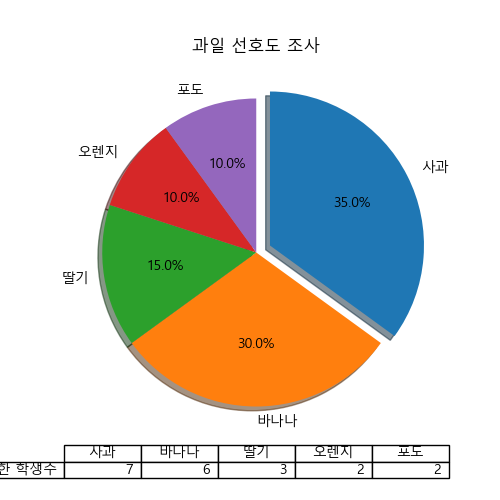 과일 선호도 조사
포도
오렌지
사과
딸기
바나나
10.0%
10.0%
35.0%
15.0%
30.0%
사과 바나나 딸기 오렌지 포도
한 학생수 7 6 3 2 2